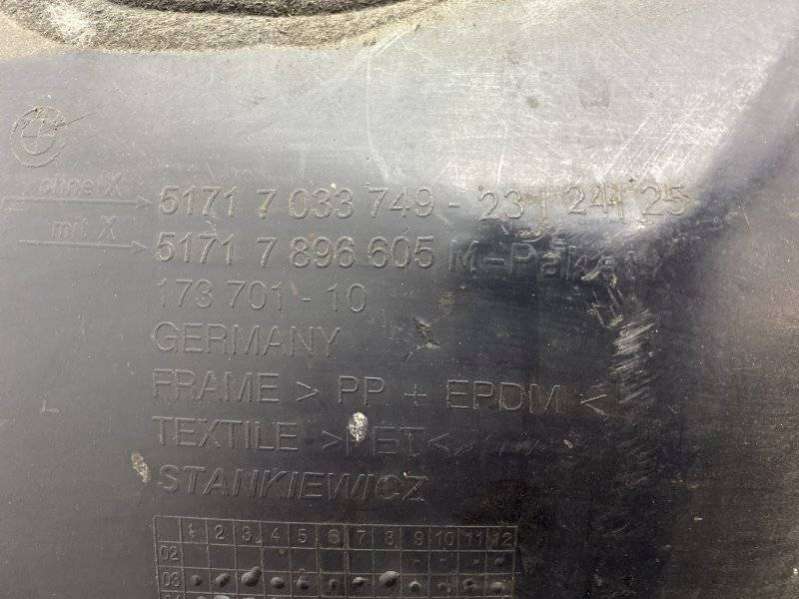 BMW
ohne X 5171 7 033 749 - 23 / 24 / 25
mit X 5171 7 896 605 M-Paket
173 701 - 10
GERMANY
FRAME > PP + EPDM <
TEXTILE >PET<
STANKIEWICZ
1 2 3 4 5 6 7 8 9 10 11 12
02
03